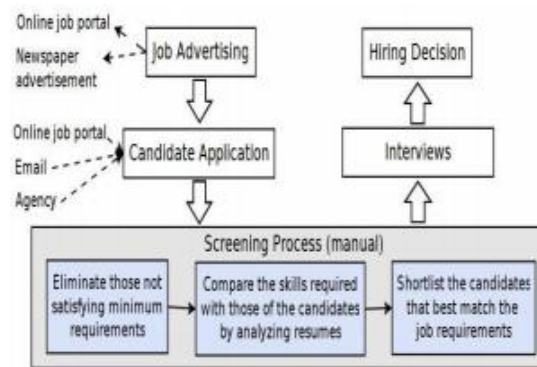 Online job portal
Newspaper
advertisement
Job Advertising
Hiring Decision
Online job portal
Email
Agency
Candidate Application
Interviews
Screening Process (manual)
Eliminate those not
satisfying minimum
requirements
Compare the skills required
with those of the candidates
by analyzing resumes
Shortlist the candidates
that best match the
job requirements